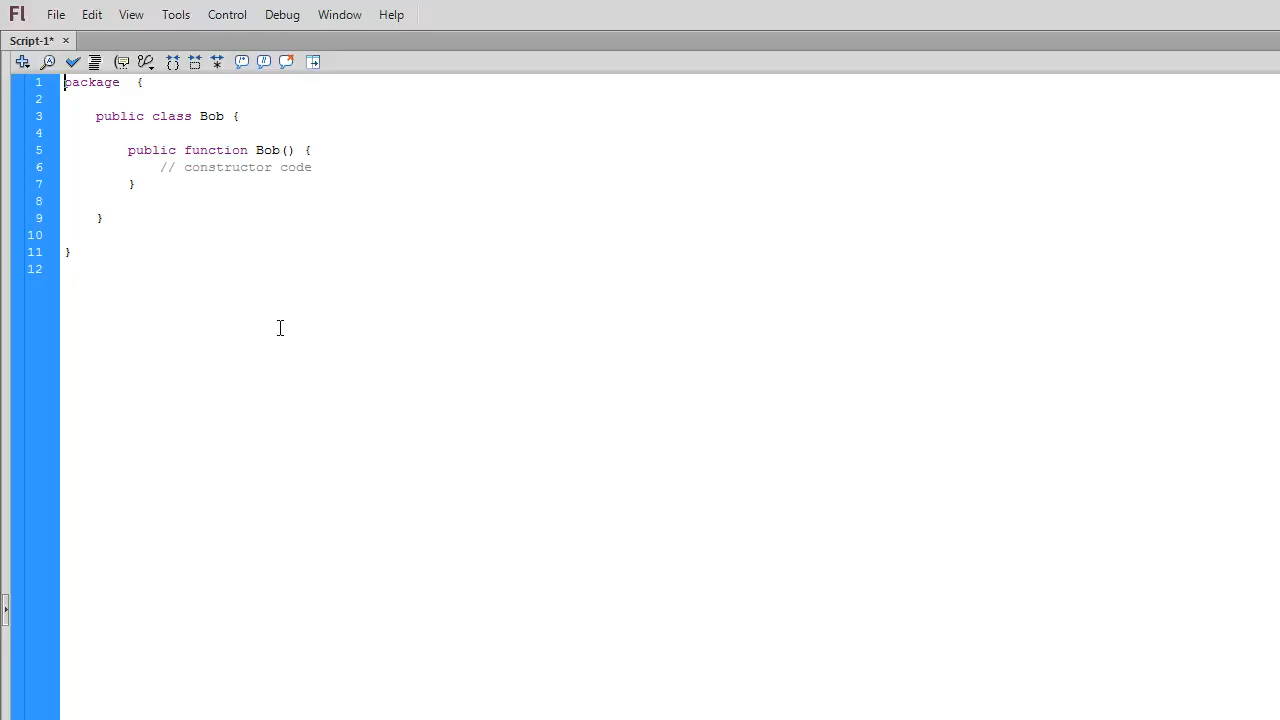 Fl File Edit View Tools Control Debug Window Help
Script-1* ×
1 package  {
2
3     public class Bob {
4
5         public function Bob() {
6             // constructor code
7         }
8
9     }
10
11 }
12